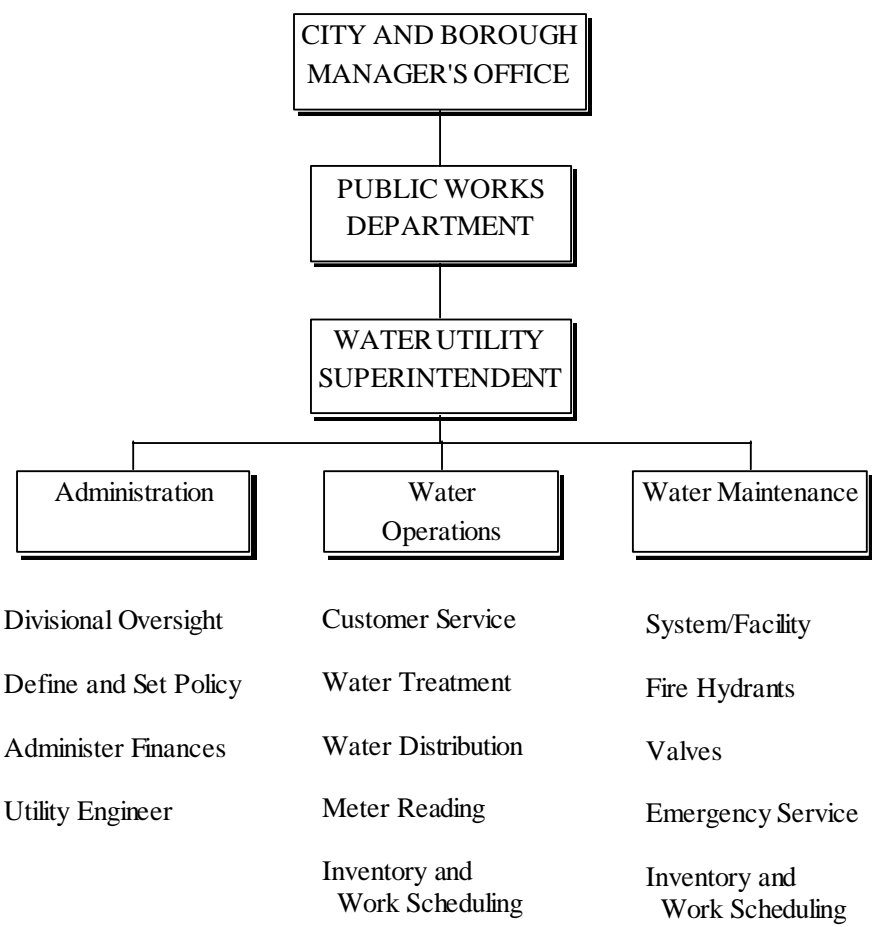 CITY AND BOROUGH
MANAGER'S OFFICE
PUBLIC WORKS
DEPARTMENT
WATER UTILITY
SUPERINTENDENT
Administration
Divisional Oversight
Define and Set Policy
Administer Finances
Utility Engineer
Water
Operations
Customer Service
Water Treatment
Water Distribution
Meter Reading
Inventory and
Work Scheduling
Water Maintenance
System/Facility
Fire Hydrants
Valves
Emergency Service
Inventory and
Work Scheduling